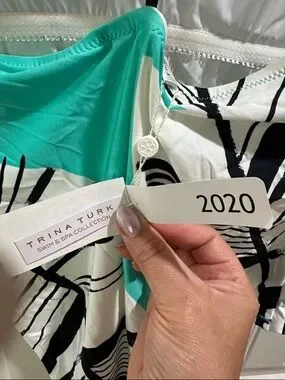 TRINA TURK
SWIM & SPA COLLECTION
2020